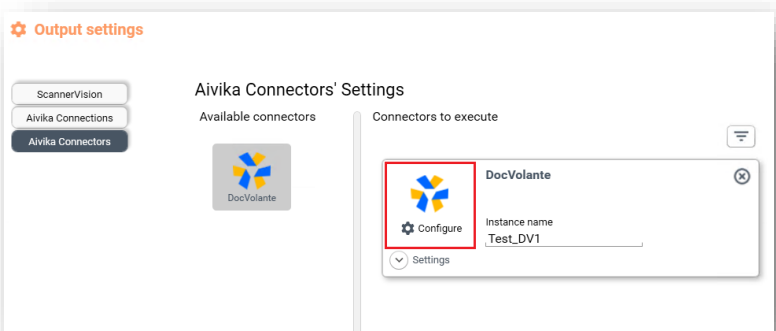 Output settings
ScannerVision
Aivika Connections
Aivika Connectors
Aivika Connectors' Settings
Available connectors
DocVolante
Connectors to execute
DocVolante
Configure
Instance name
Test_DV1
Settings